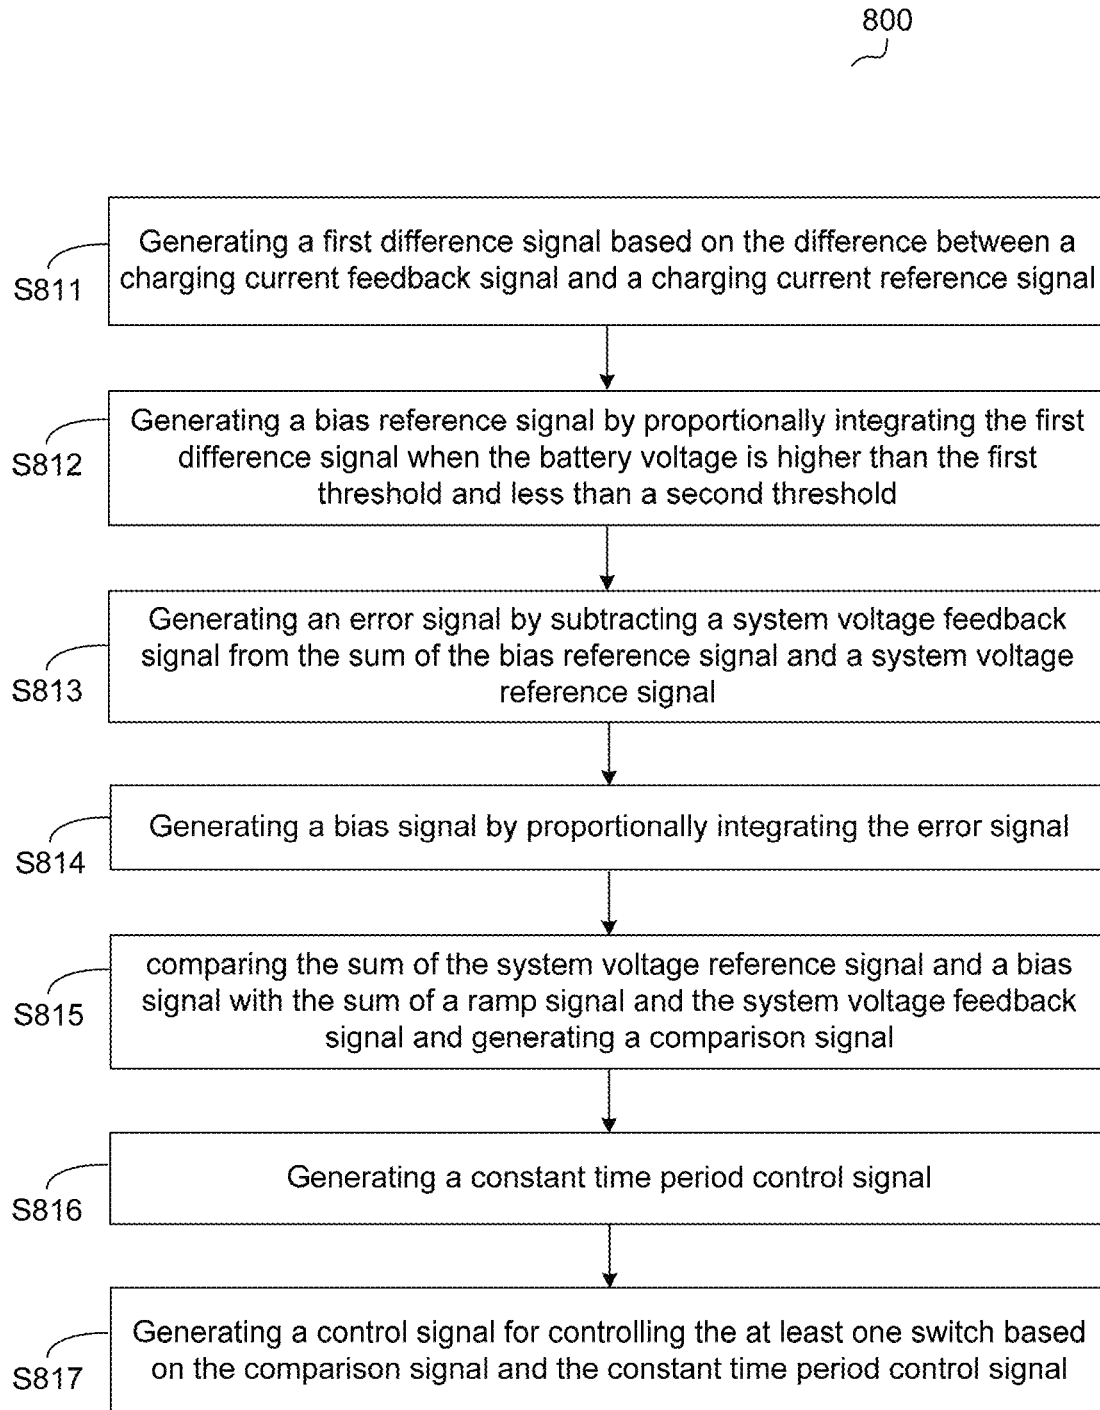 800
Generating a first difference signal based on the difference between a
charging current feedback signal and a charging current reference signal
S811
Generating a bias reference signal by proportionally integrating the first
difference signal when the battery voltage is higher than the first
threshold and less than a second threshold
S812
Generating an error signal by subtracting a system voltage feedback
signal from the sum of the bias reference signal and a system voltage
reference signal
S813
Generating a bias signal by proportionally integrating the error signal
S814
comparing the sum of the system voltage reference signal and a bias
signal with the sum of a ramp signal and the system voltage feedback
signal and generating a comparison signal
S815
Generating a constant time period control signal
S816
Generating a control signal for controlling the at least one switch based
on the comparison signal and the constant time period control signal
S817